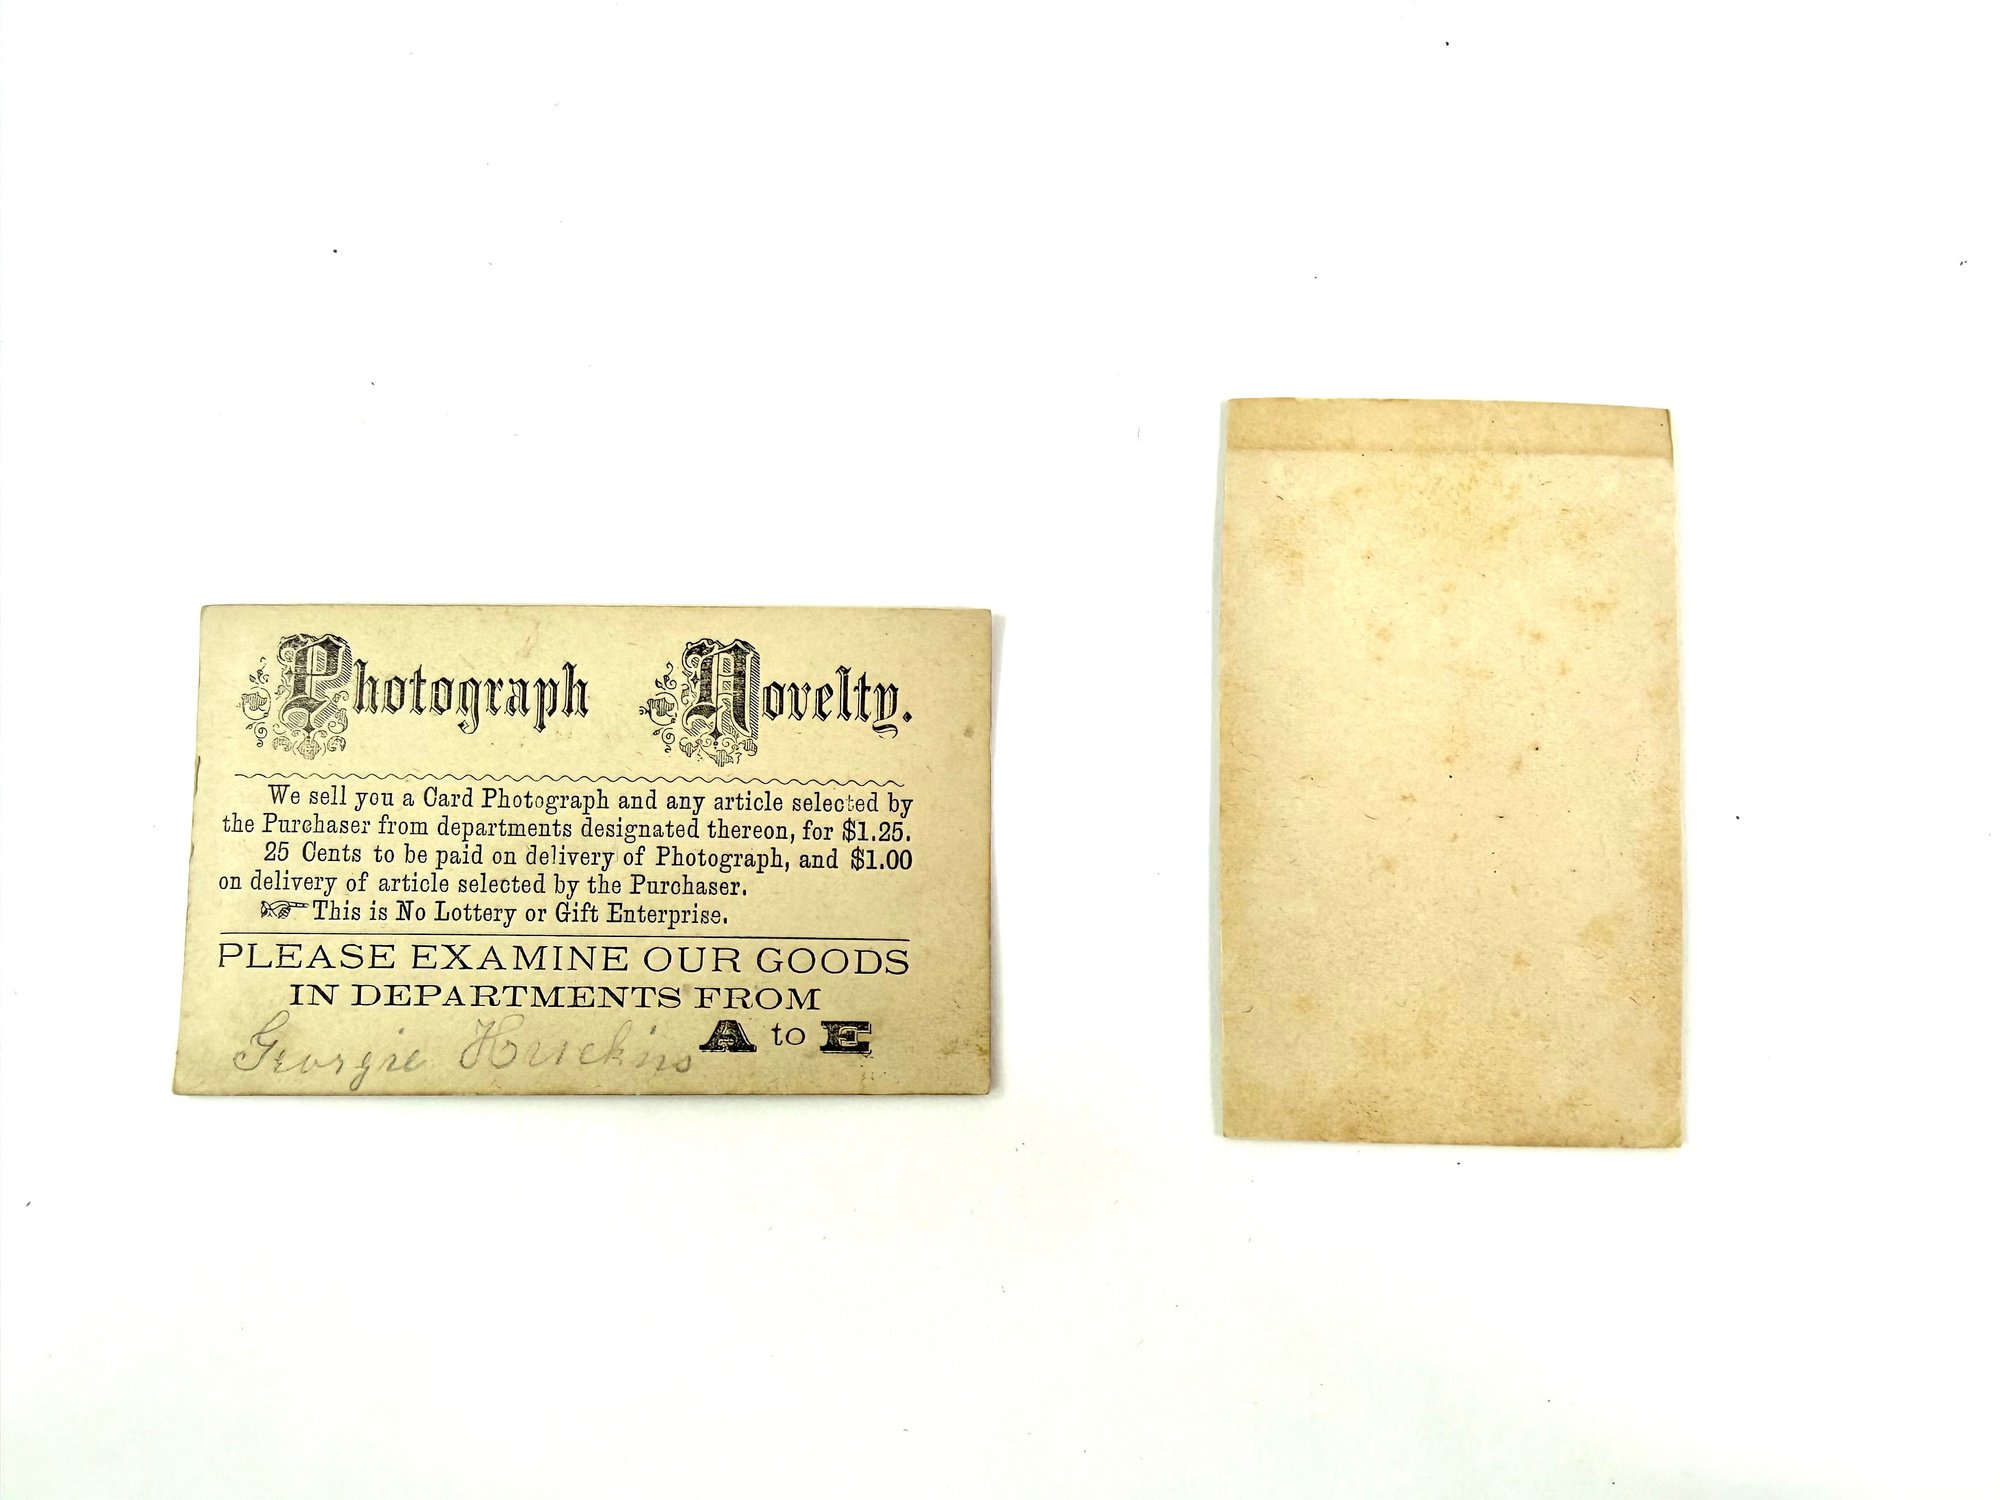 Photograph Novelty.
We sell you a Card Photograph and any article selected by
the Purchaser from departments designated thereon, for $1.25.
25 Cents to be paid on delivery of Photograph, and $1.00
on delivery of article selected by the Purchaser.
This is No Lottery or Gift Enterprise.
PLEASE EXAMINE OUR GOODS
IN DEPARTMENTS FROM
A to E
Georgie Huckins